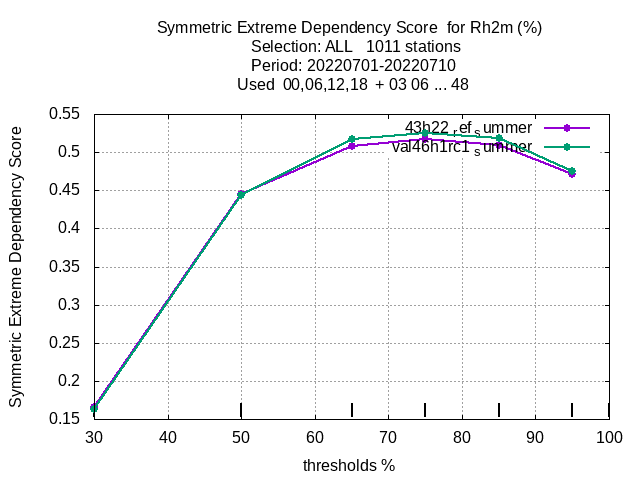 Symmetric Extreme Dependency Score for Rh2m (%)
Selection: ALL 1011 stations
Period: 20220701-20220710
Used 00,06,12,18 + 03 06 ... 48
Symmetric Extreme Dependency Score
0.55
0.5
0.45
0.4
0.35
0.3
0.25
0.2
0.15
43h22_ref_summer
val46h1rc1_summer
30 40 50 60 70 80 90 100
thresholds %